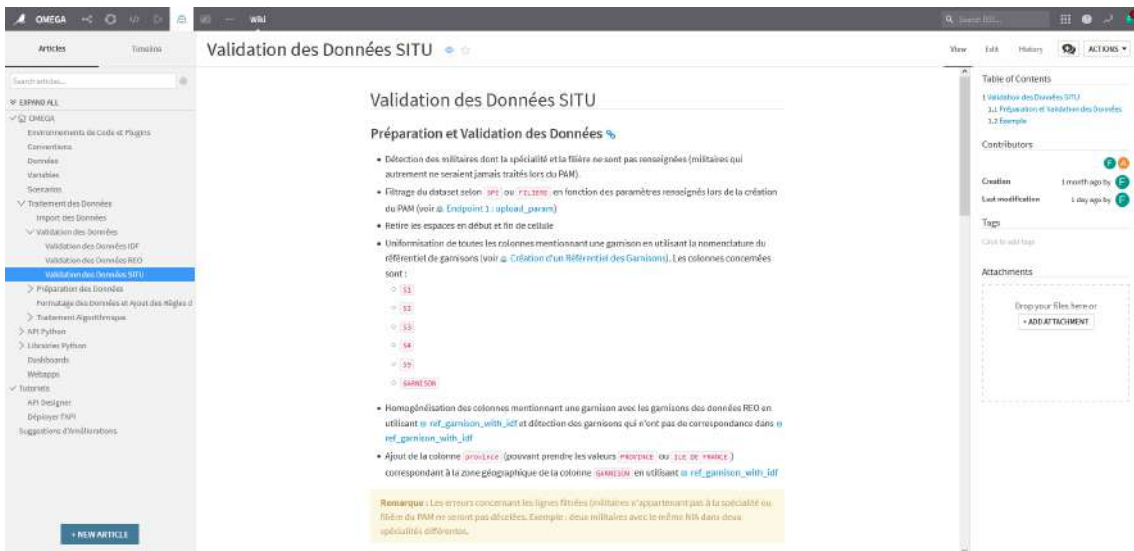 OMEGA
Wiki
Search DSS...
Articles
Timeline
Validation des Données SITU
View
Edit
History
ACTIONS
Search articles...
EXPAND ALL
OMEGA
Environnements de Code et Plugins
Conventions
Données
Variables
Scenarios
Traitement des Données
Import des Données
Validation des Données
Validation des Données IDF
Validation des Données REO
Validation des Données SITU
Préparation des Données
Formatage des Données et Ajout des Règles d
Traitement Algorithmique
API Python
Librairies Python
Dashboards
Webapps
Tutoriels
API Designer
Déployer l'API
Suggestions d'Améliorations
+ NEW ARTICLE
Validation des Données SITU
Préparation et Validation des Données
Détection des militaires dont la spécialité et la filière ne sont pas renseignées (militaires qui
autrement ne seraient jamais traités lors du PAM).
Filtrage du dataset selon SPE ou FILIERE en fonction des paramètres renseignés lors de la création
du PAM (voir Endpoint 1 : upload_param)
Retire les espaces en début et fin de cellule
Uniformisation de toutes les colonnes mentionnant une garnison en utilisant la nomenclature du
référentiel de garnisons (voir Création d'un Référentiel des Garnisons). Les colonnes concernées
sont :
S1
S2
S3
S4
S9
GARNISON
Homogénéisation des colonnes mentionnant une garnison avec les garnisons des données REO en
utilisant ref_garnison_with_idf et détection des garnisons qui n'ont pas de correspondance dans
ref_garnison_with_idf
Ajout de la colonne province (pouvant prendre les valeurs PROVINCE ou ILE DE FRANCE)
correspondant à la zone géographique de la colonne GARNISON en utilisant ref_garnison_with_idf
Remarque : Les erreurs concernant les lignes filtrées (militaires n'appartenant pas à la spécialité ou
filière du PAM ne seront pas décelées. Exemple : deux militaires avec le même NIA dans deux
spécialités différentes.
Table of Contents
1 Validation des Données SITU
1.1 Préparation et Validation des Données
1.2 Exemple
Contributors
F A
Creation
1 month ago by F
Last modification
1 day ago by F
Tags
Click to add tags
Attachments
Drop your files here or
+ ADD ATTACHMENT